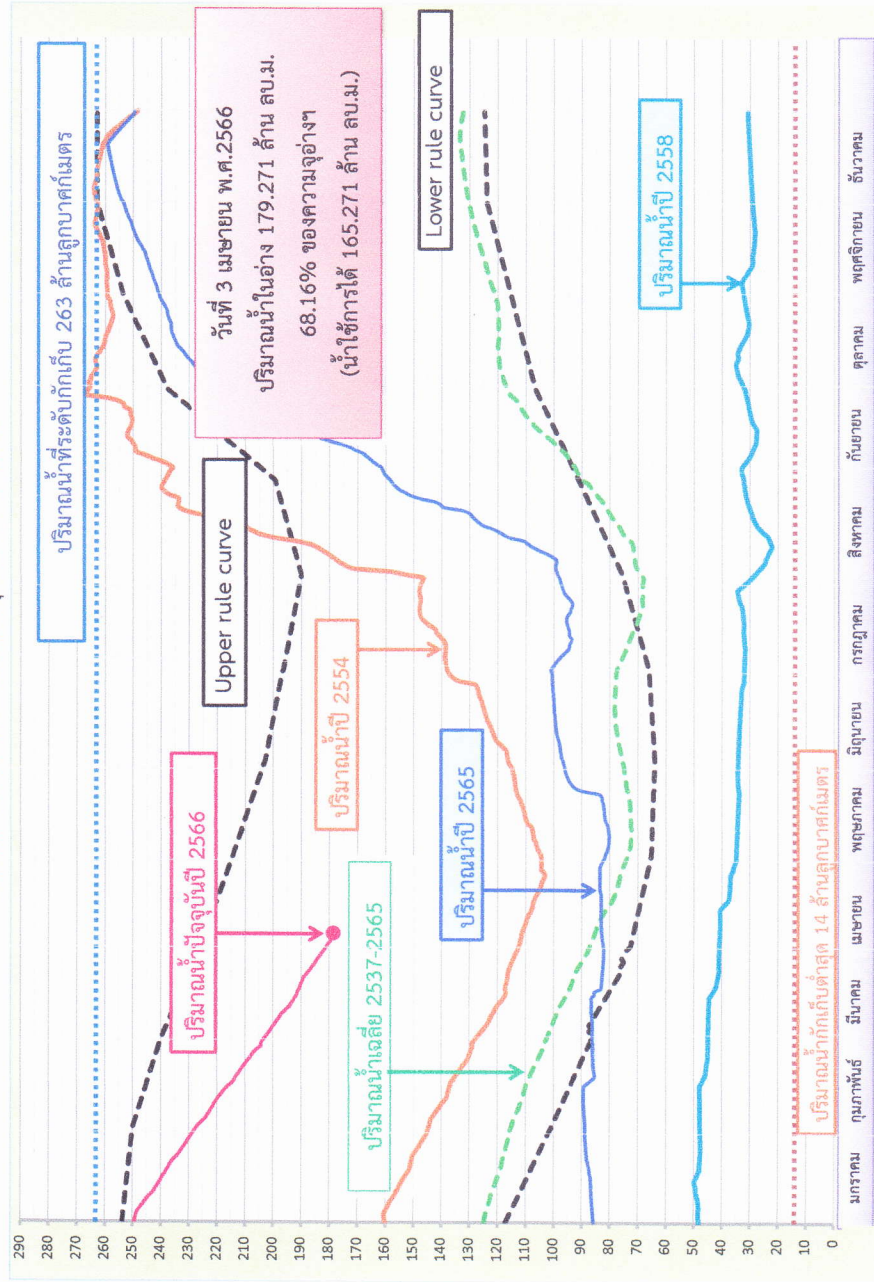 ปริมาณน้ำที่ระดับกักเก็บ 263 ล้านลูกบาศก์เมตร
วันที่ 3 เมษายน พ.ศ.2566
ปริมาณน้ำในอ่าง 179.271 ล้าน ลบ.ม.
68.16% ของความจุอ่างฯ
(น้ำใช้การได้ 165.271 ล้าน ลบ.ม.)
Upper rule curve
ปริมาณน้ำปัจจุบันปี 2566
ปริมาณน้ำปี 2554
ปริมาณน้ำเฉลี่ย 2537-2565
ปริมาณน้ำปี 2565
Lower rule curve
ปริมาณน้ำปี 2558
ปริมาณน้ำกักเก็บต่ำสุด 14 ล้านลูกบาศก์เมตร
290
280
270
260
250
240
230
220
210
200
190
180
170
160
150
140
130
120
110
100
90
80
70
60
50
40
30
20
10
0
มกราคม กุมภาพันธ์ มีนาคม เมษายน พฤษภาคม มิถุนายน กรกฎาคม สิงหาคม กันยายน ตุลาคม พฤศจิกายน ธันวาคม